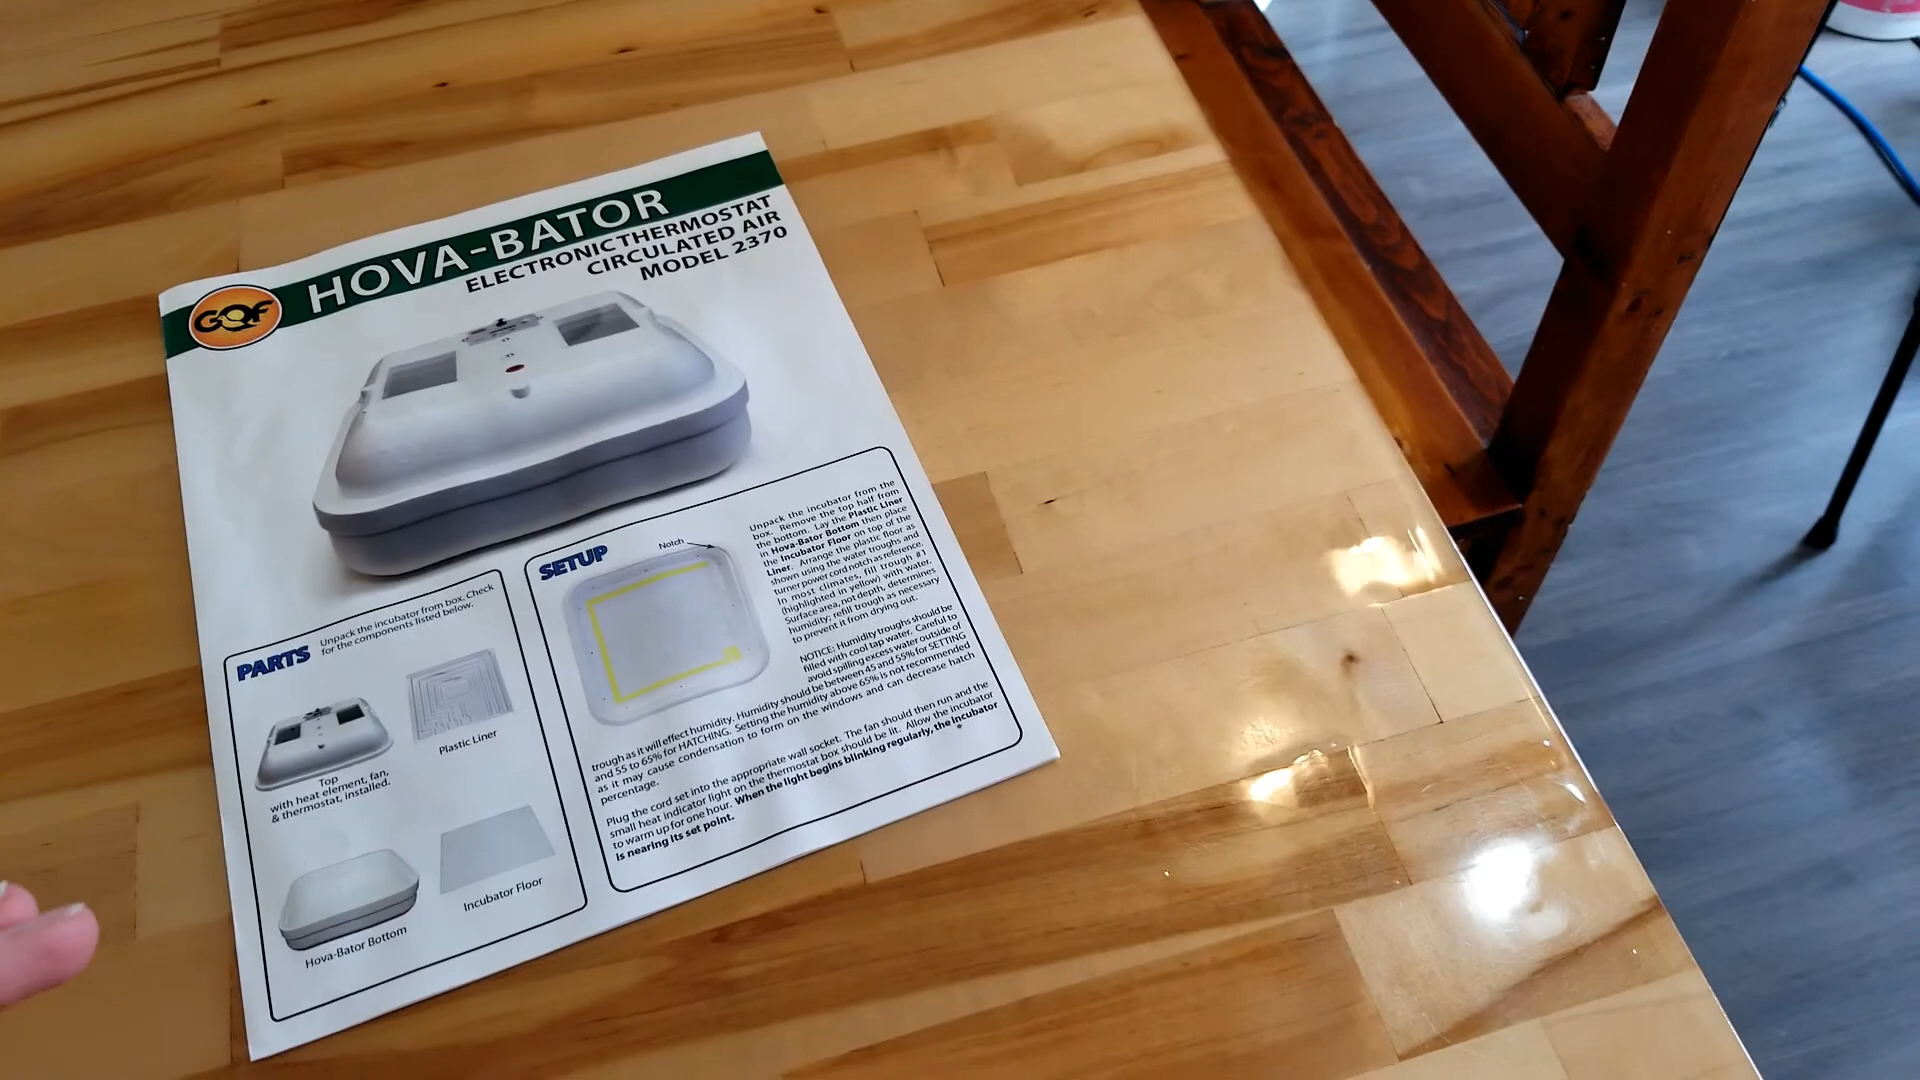 GQF
HOVA-BATOR
ELECTRONIC THERMOSTAT
CIRCULATED AIR
MODEL 2370
PARTS
Unpack the incubator from box. Check
for the components listed below.
Top
with heat element, fan,
& thermostat, installed.
Plastic Liner
Hova-Bator Bottom
Incubator Floor
SETUP
Notch
Unpack the incubator from the
box. Remove the top half from
the bottom. Lay the Plastic Liner
in Hova-Bator Bottom then place
the Incubator Floor on top of the
Liner. Arrange the plastic floor as
shown using the water troughs and
turner power cord notch as reference.
In most climates, fill trough #1
(highlighted in yellow) with water.
Surface area, not depth, determines
humidity; refill trough as necessary
to prevent it from drying out.
NOTICE: Humidity troughs should be
filled with cool tap water. Careful to
avoid spilling excess water outside of
trough as it will effect humidity. Humidity should be between 45 and 55% for SETTING
and 55 to 65% for HATCHING. Setting the humidity above 65% is not recommended
as it may cause condensation to form on the windows and can decrease hatch
percentage.
Plug the cord set into the appropriate wall socket. The fan should then run and the
small heat indicator light on the thermostat box should be lit. Allow the incubator
to warm up for one hour. When the light begins blinking regularly, the incubator
is nearing its set point.